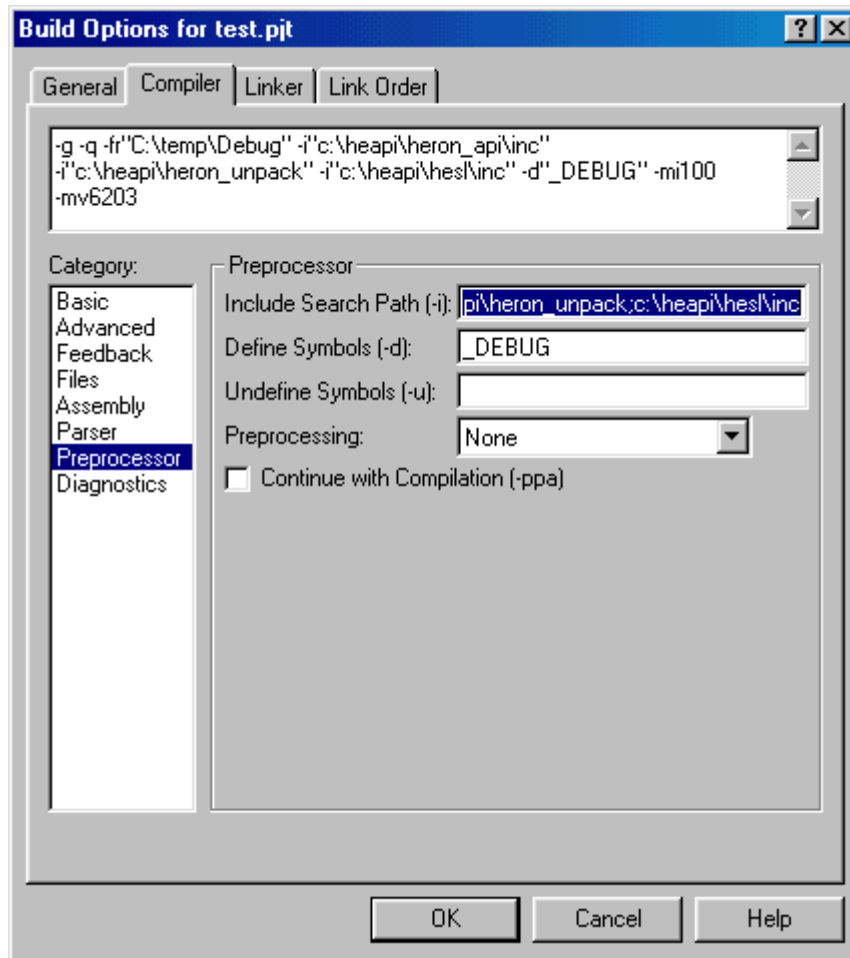 Build Options for test.pjt
General Compiler Linker Link Order
-g -q -fr"C:\temp\Debug" -i"c:\heapi\heron_api\inc"
-i"c:\heapi\heron_unpack" -i"c:\heapi\hesl\inc" -d"_DEBUG" -mi100
-mv6203
Category:
Basic
Advanced
Feedback
Files
Assembly
Parser
Preprocessor
Diagnostics
Preprocessor
Include Search Path (-i): pi\heron_unpack;c:\heapi\hesl\inc
Define Symbols (-d): _DEBUG
Undefine Symbols (-u):
Preprocessing: None
Continue with Compilation (-ppa)
OK Cancel Help